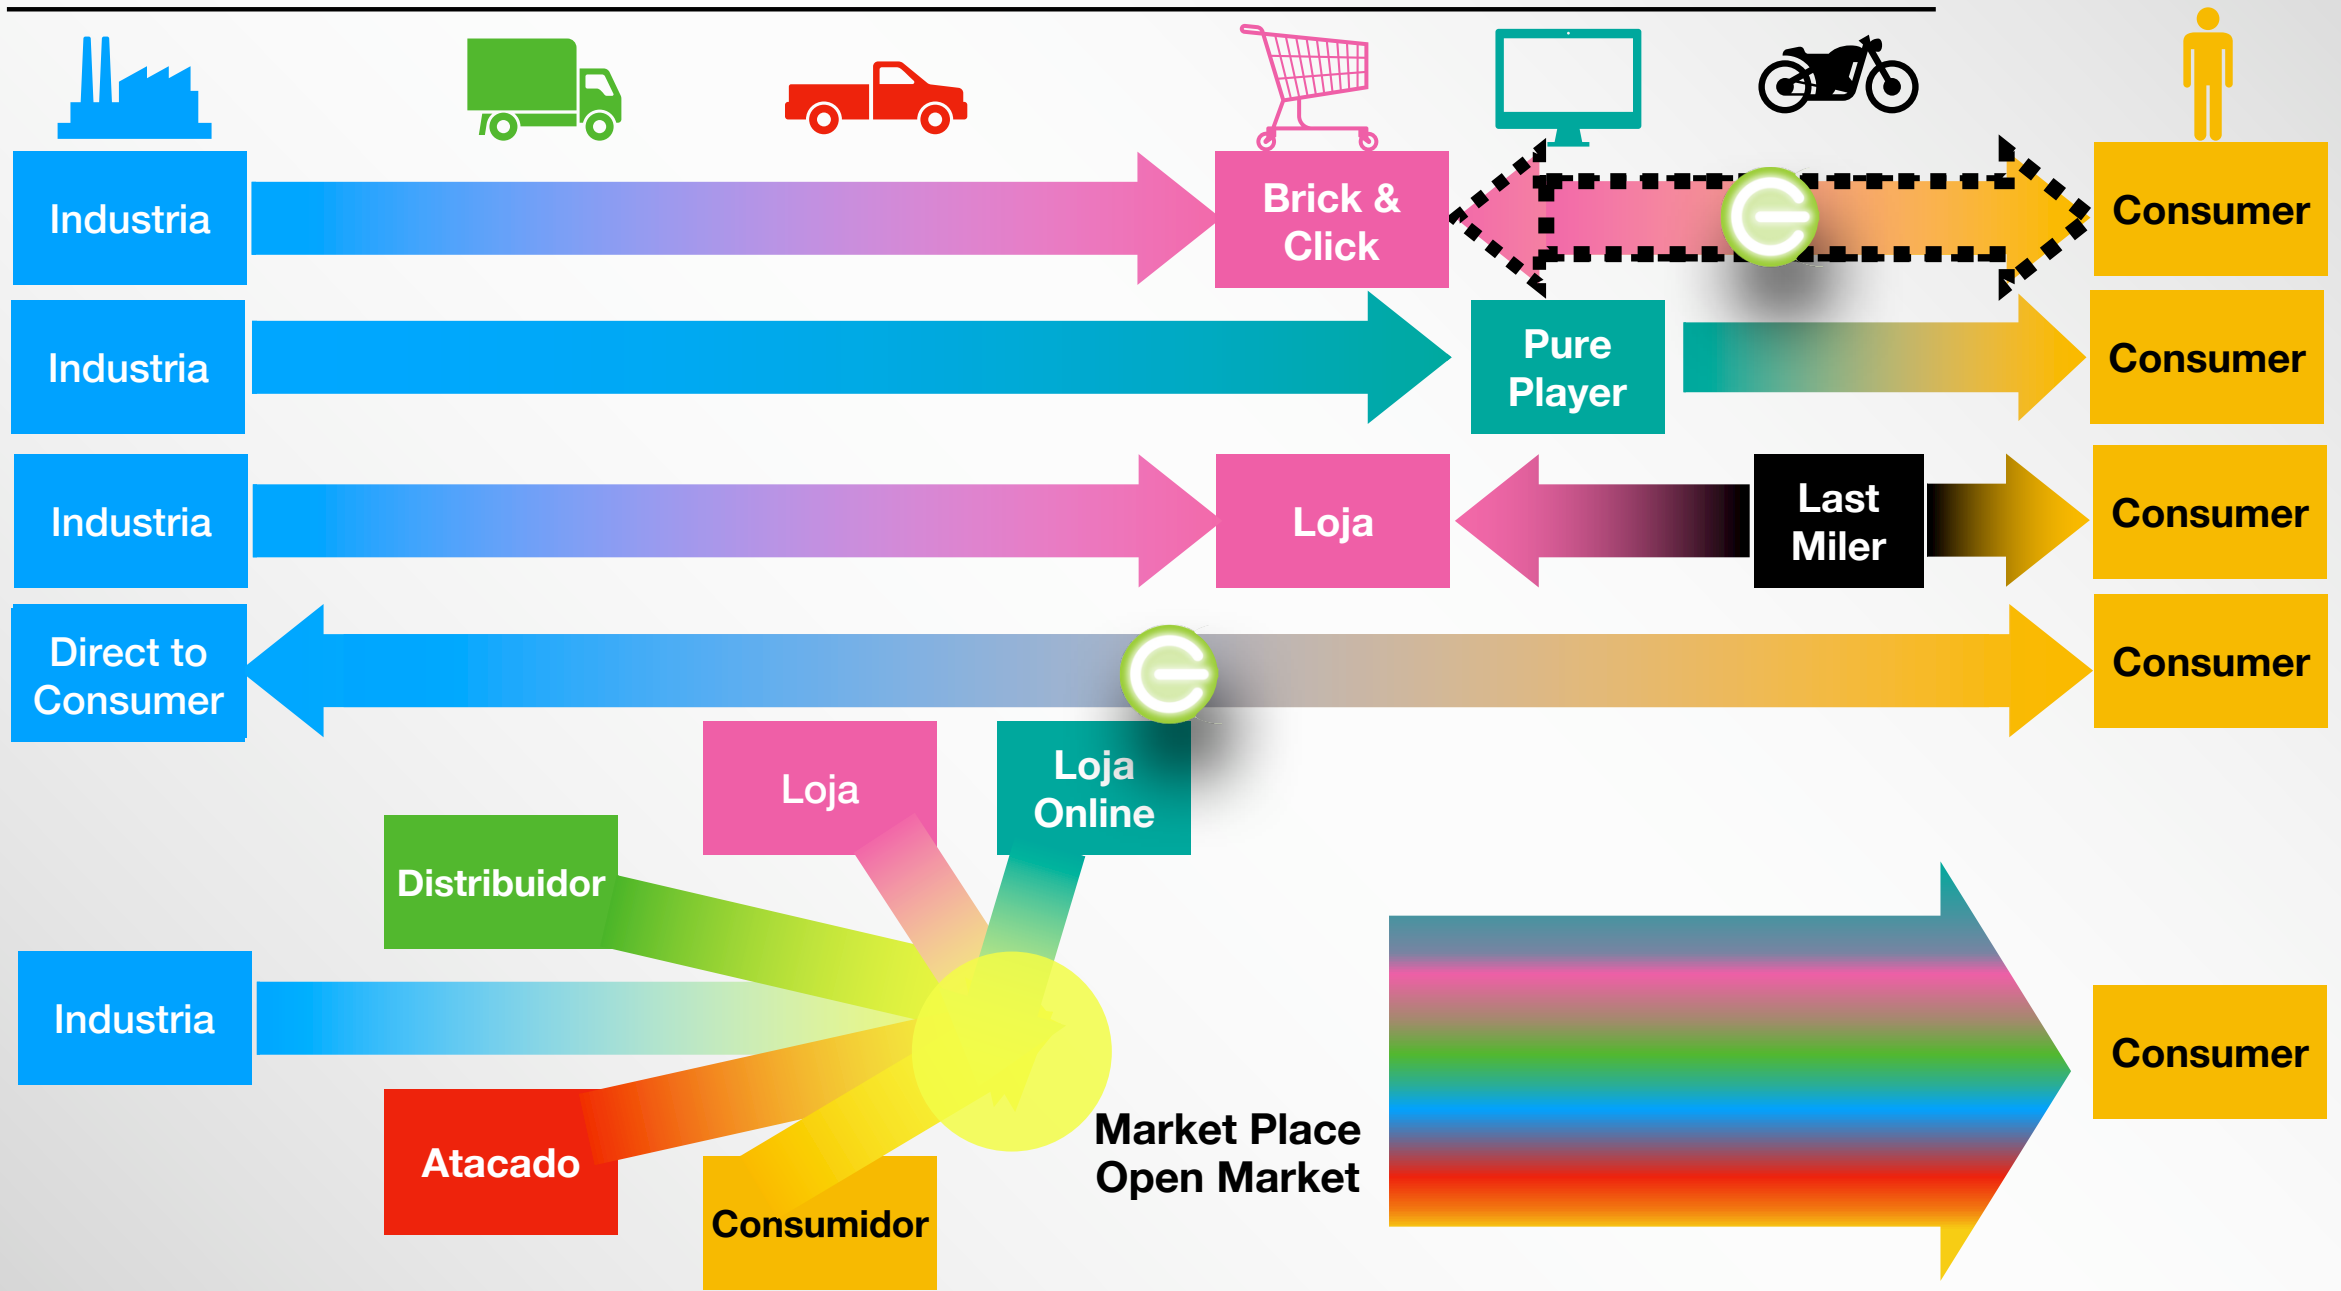 Industria
Brick &
Click
Consumer
Industria
Pure
Player
Consumer
Industria
Loja
Last
Miler
Consumer
Direct to
Consumer
Consumer
Loja
Loja
Online
Distribuidor
Industria
Atacado
Consumidor
Market Place
Open Market
Consumer